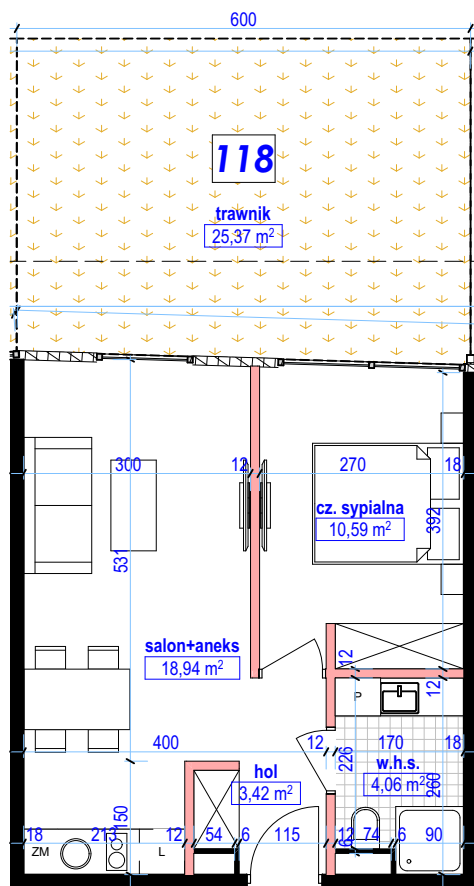 600
118
trawnik
25,37 m²
300
12
270
18
cz. sypialna
10,59 m²
392
531
salon+aneks
18,94 m²
12
12
P
400
12
170
18
226
w.h.s.
4,06 m²
260
hol
3,42 m²
150
18
213
12
54
6
115
12
74
6
90
6
ZM
L